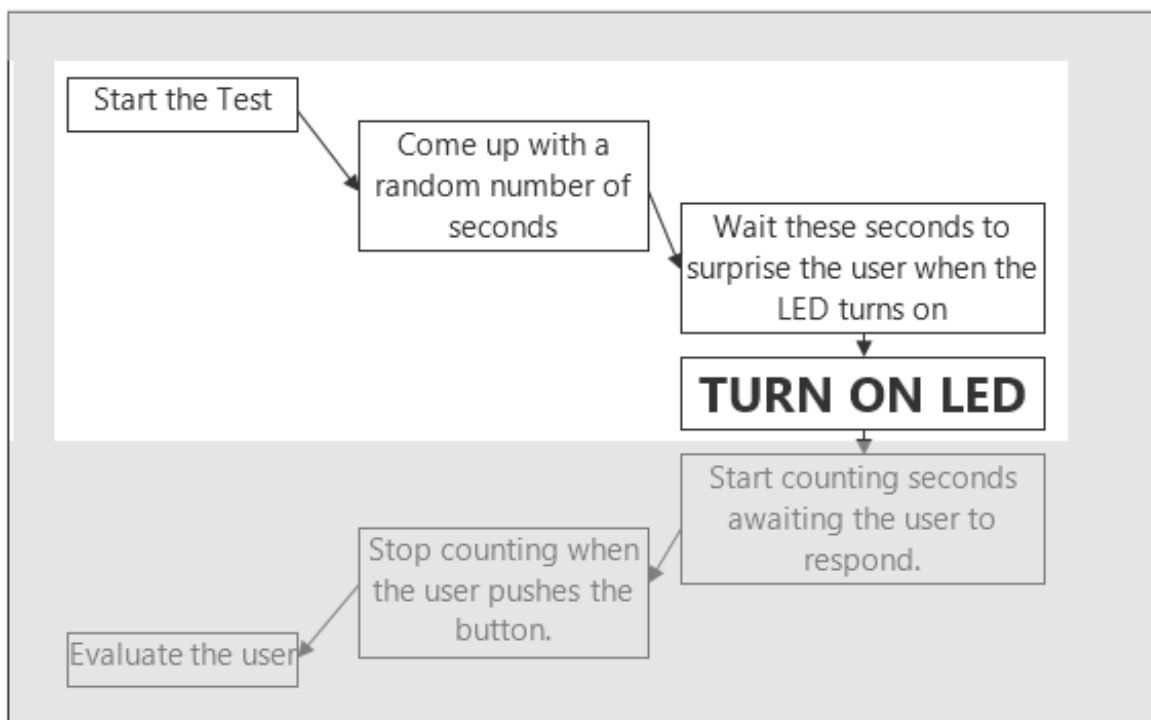 Start the Test
Come up with a
random number of
seconds
Wait these seconds to
surprise the user when the
LED turns on
TURN ON LED
Start counting seconds
awaiting the user to
respond.
Stop counting when
the user pushes the
button.
Evaluate the user